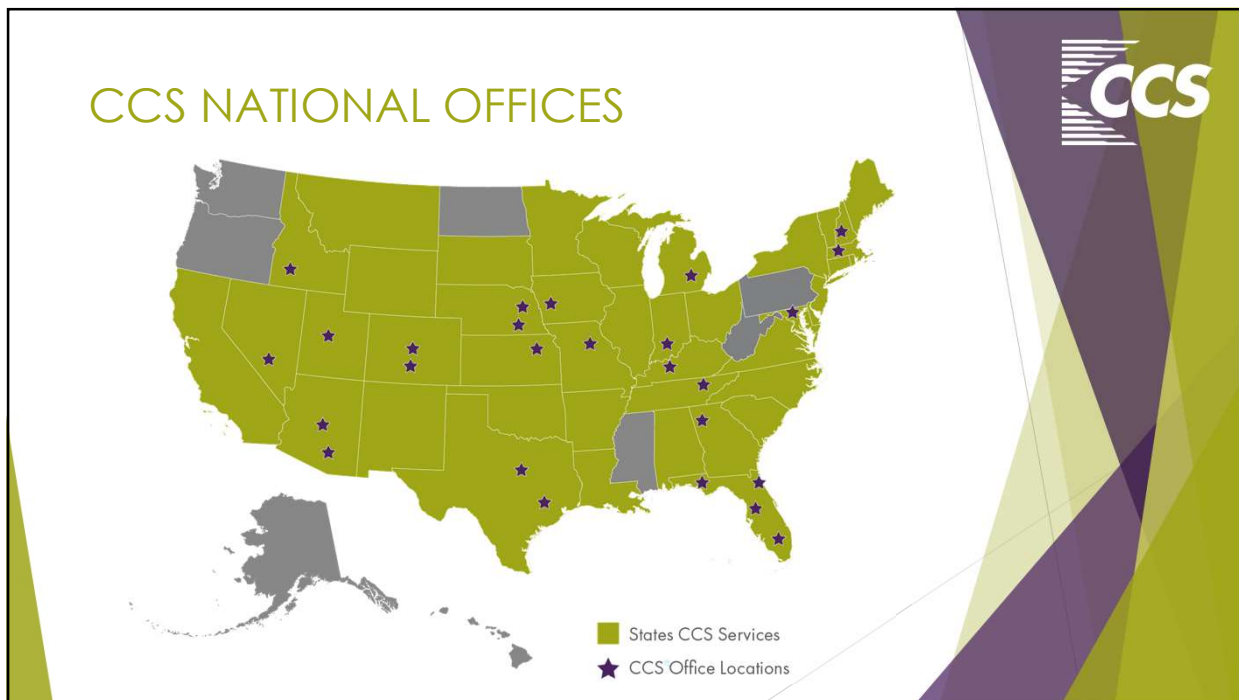 CCS NATIONAL OFFICES
CCS
States CCS Services
CCS Office Locations